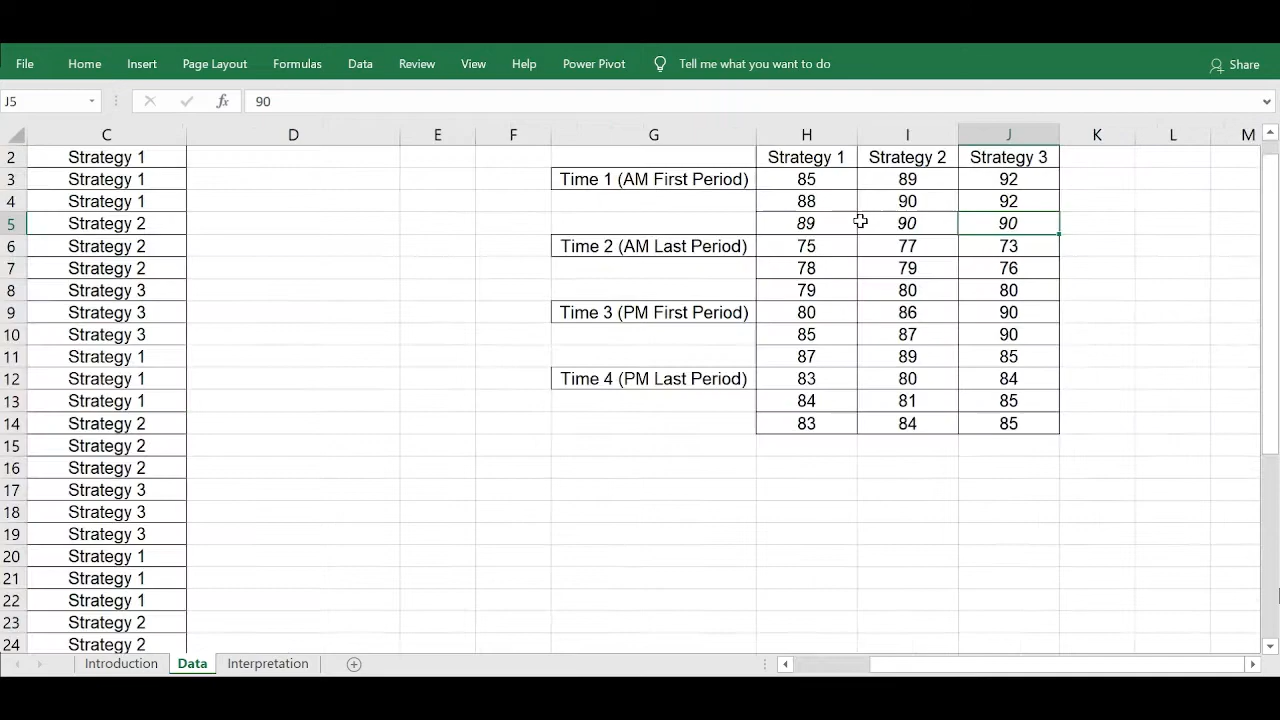 File Home Insert Page Layout Formulas Data Review View Help Power Pivot Tell me what you want to do Share
J5 fx 90
C D E F G H I J K L M
2 Strategy 1 Strategy 1 Strategy 2 Strategy 3
3 Strategy 1 Time 1 (AM First Period) 85 89 92
4 Strategy 1 88 90 92
5 Strategy 2 89 90 90
6 Strategy 2 Time 2 (AM Last Period) 75 77 73
7 Strategy 2 78 79 76
8 Strategy 3 79 80 80
9 Strategy 3 Time 3 (PM First Period) 80 86 90
10 Strategy 3 85 87 90
11 Strategy 1 87 89 85
12 Strategy 1 Time 4 (PM Last Period) 83 80 84
13 Strategy 1 84 81 85
14 Strategy 2 83 84 85
15 Strategy 2
16 Strategy 2
17 Strategy 3
18 Strategy 3
19 Strategy 3
20 Strategy 1
21 Strategy 1
22 Strategy 1
23 Strategy 2
24 Strategy 2
Introduction Data Interpretation